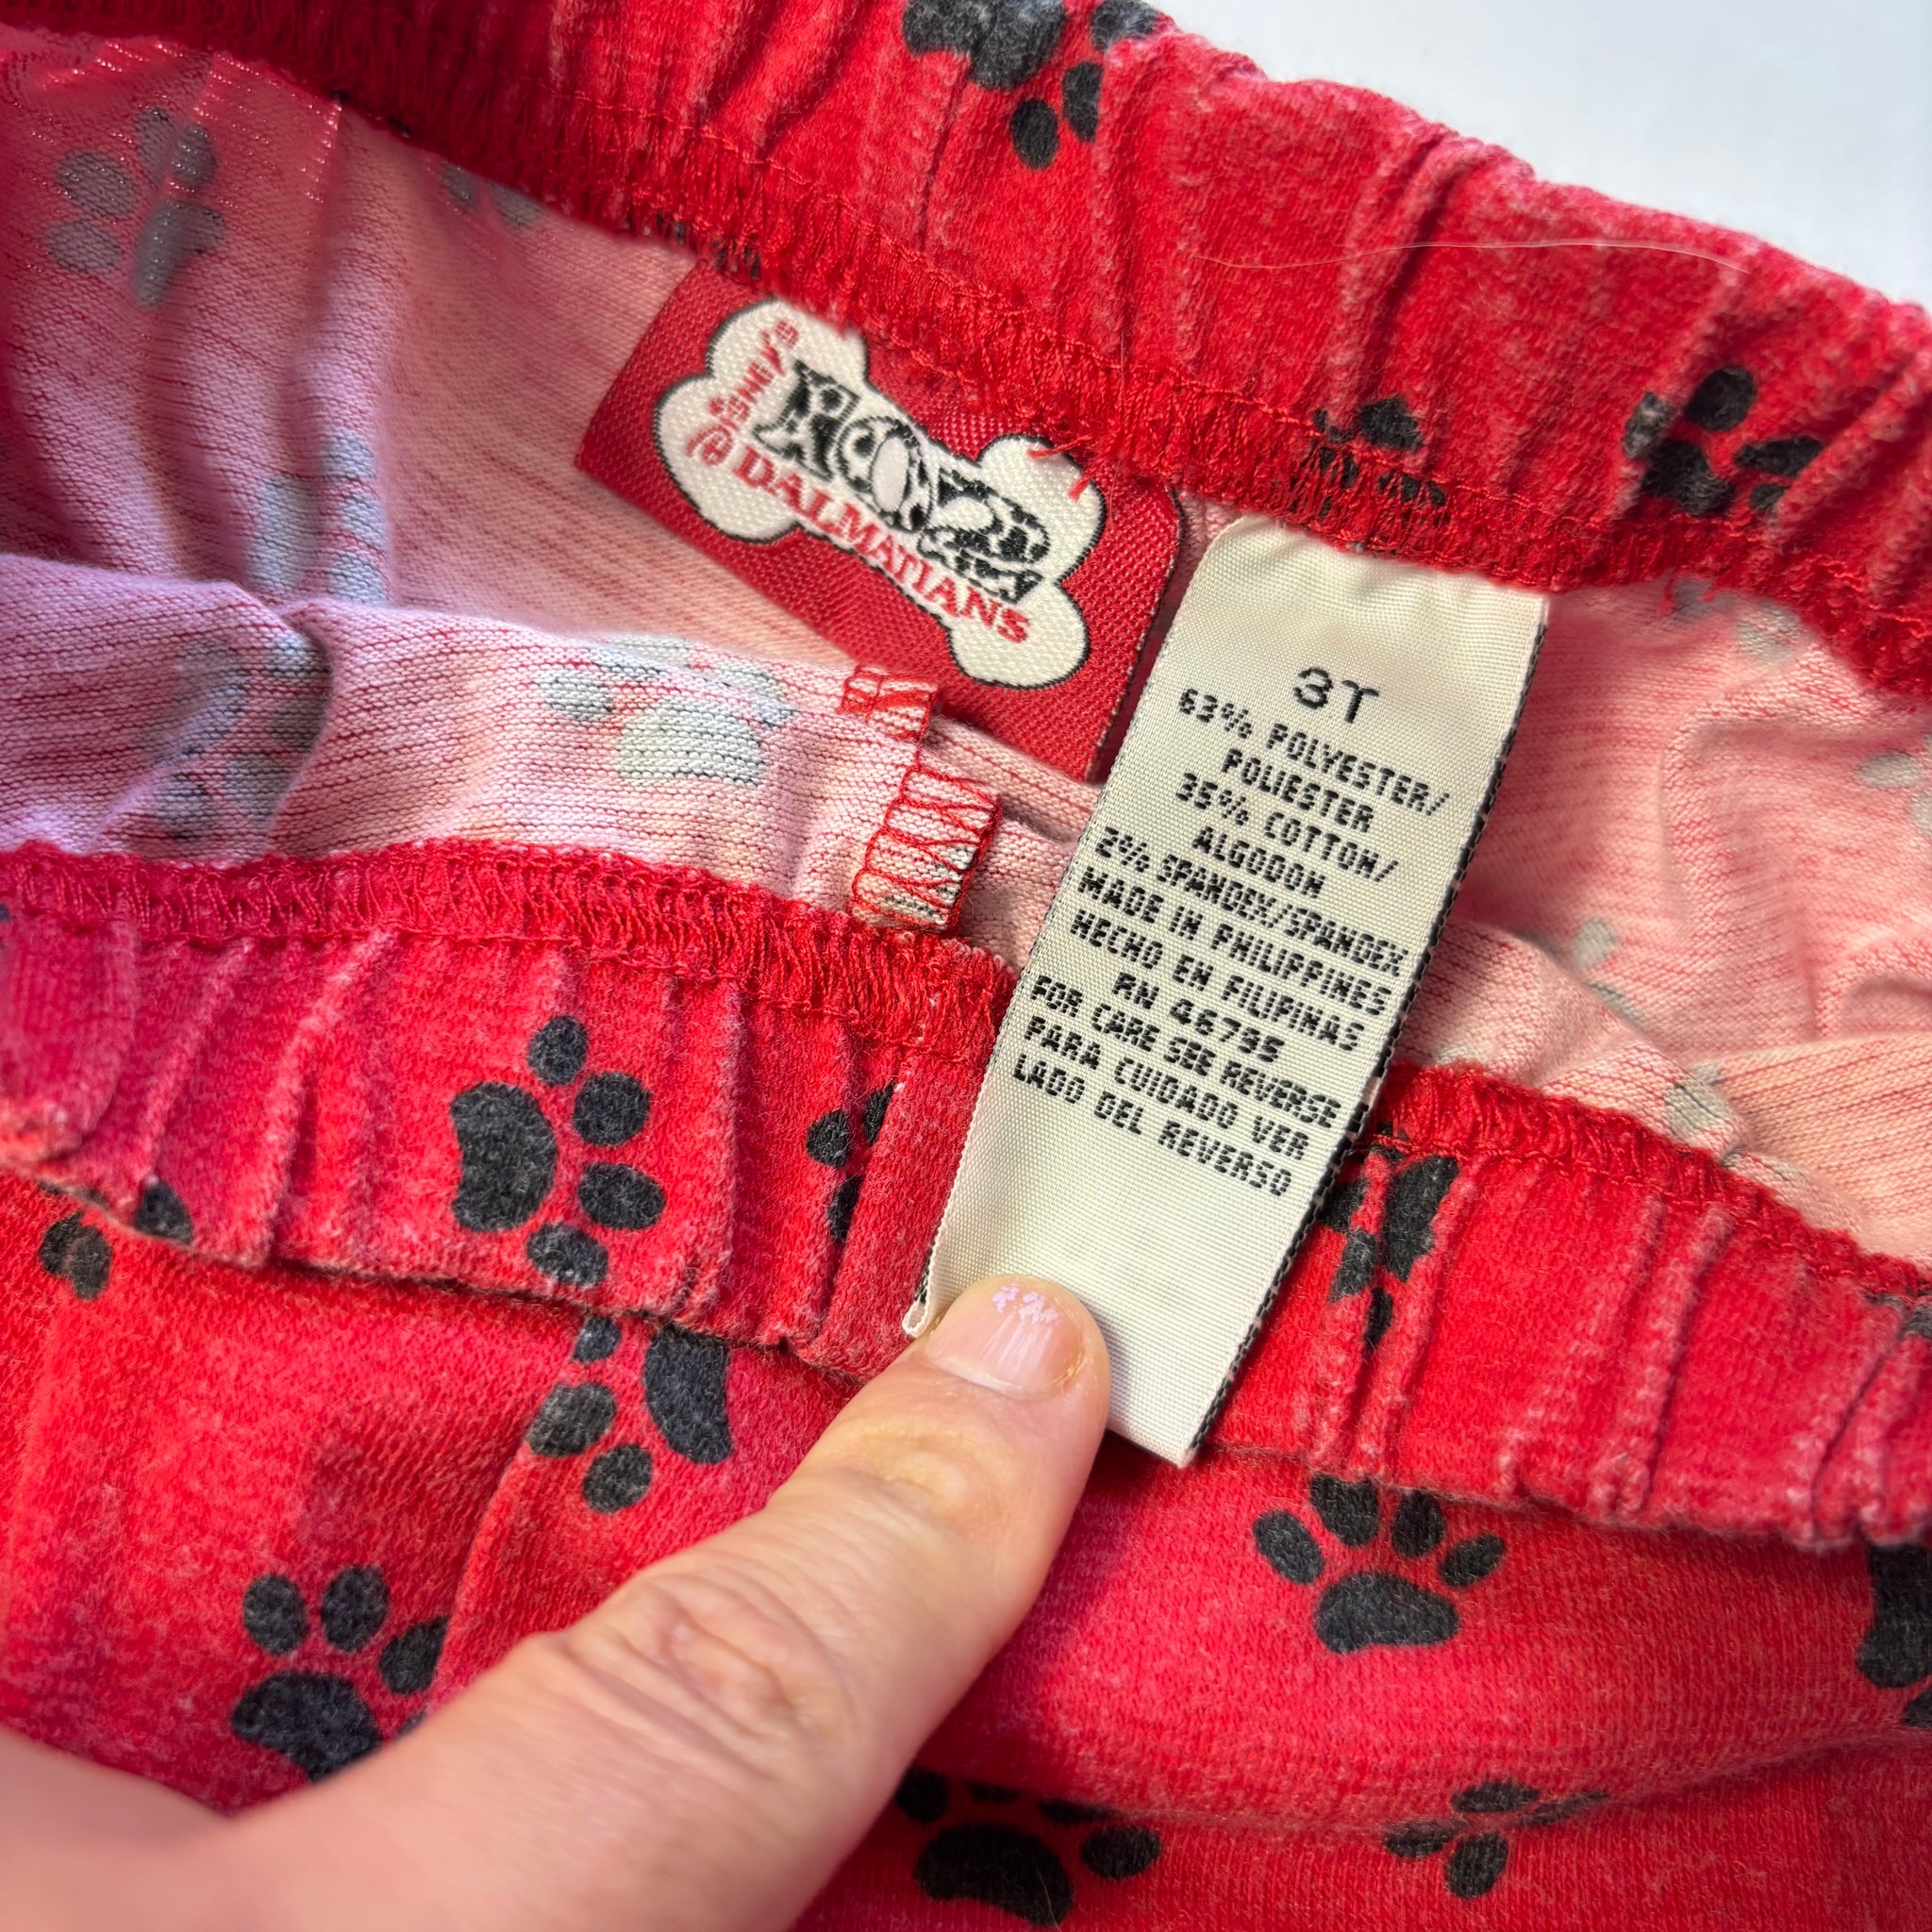 DISNEY'S
102
DALMATIANS
3T
63% POLYESTER/
POLIESTER
35% COTTON/
ALGODON
2% SPANDEX/SPANDEX
MADE IN PHILIPPINES
HECHO EN FILIPINAS
RN 46795
FOR CARE SEE REVERSE
PARA CUIDADO VER
LADO DEL REVERSO